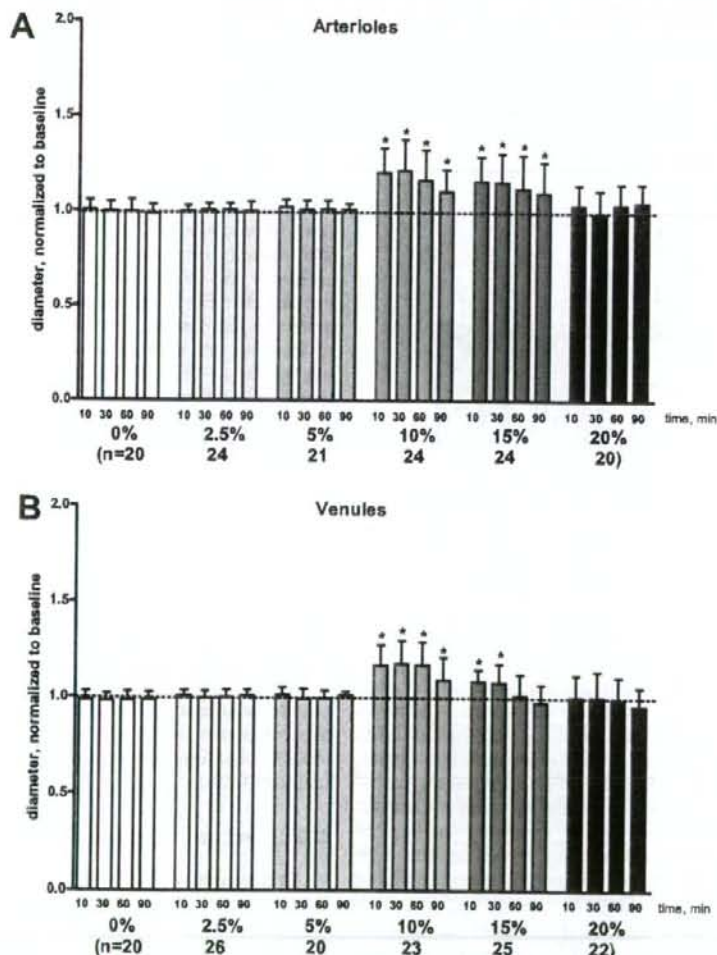 A
Arterioles
diameter, normalized to baseline
2.0
1.5
1.0
0.5
0.0
* * * * * * * *
10 30 60 90 10 30 60 90 10 30 60 90 10 30 60 90 10 30 60 90 10 30 60 90 time, min
0% 2.5% 5% 10% 15% 20%
(n=20 24 21 24 24 20)
B
Venules
diameter, normalized to baseline
2.0
1.5
1.0
0.5
0.0
* * * * * *
10 30 60 90 10 30 60 90 10 30 60 90 10 30 60 90 10 30 60 90 10 30 60 90 time, min
0% 2.5% 5% 10% 15% 20%
(n=20 26 20 23 25 22)